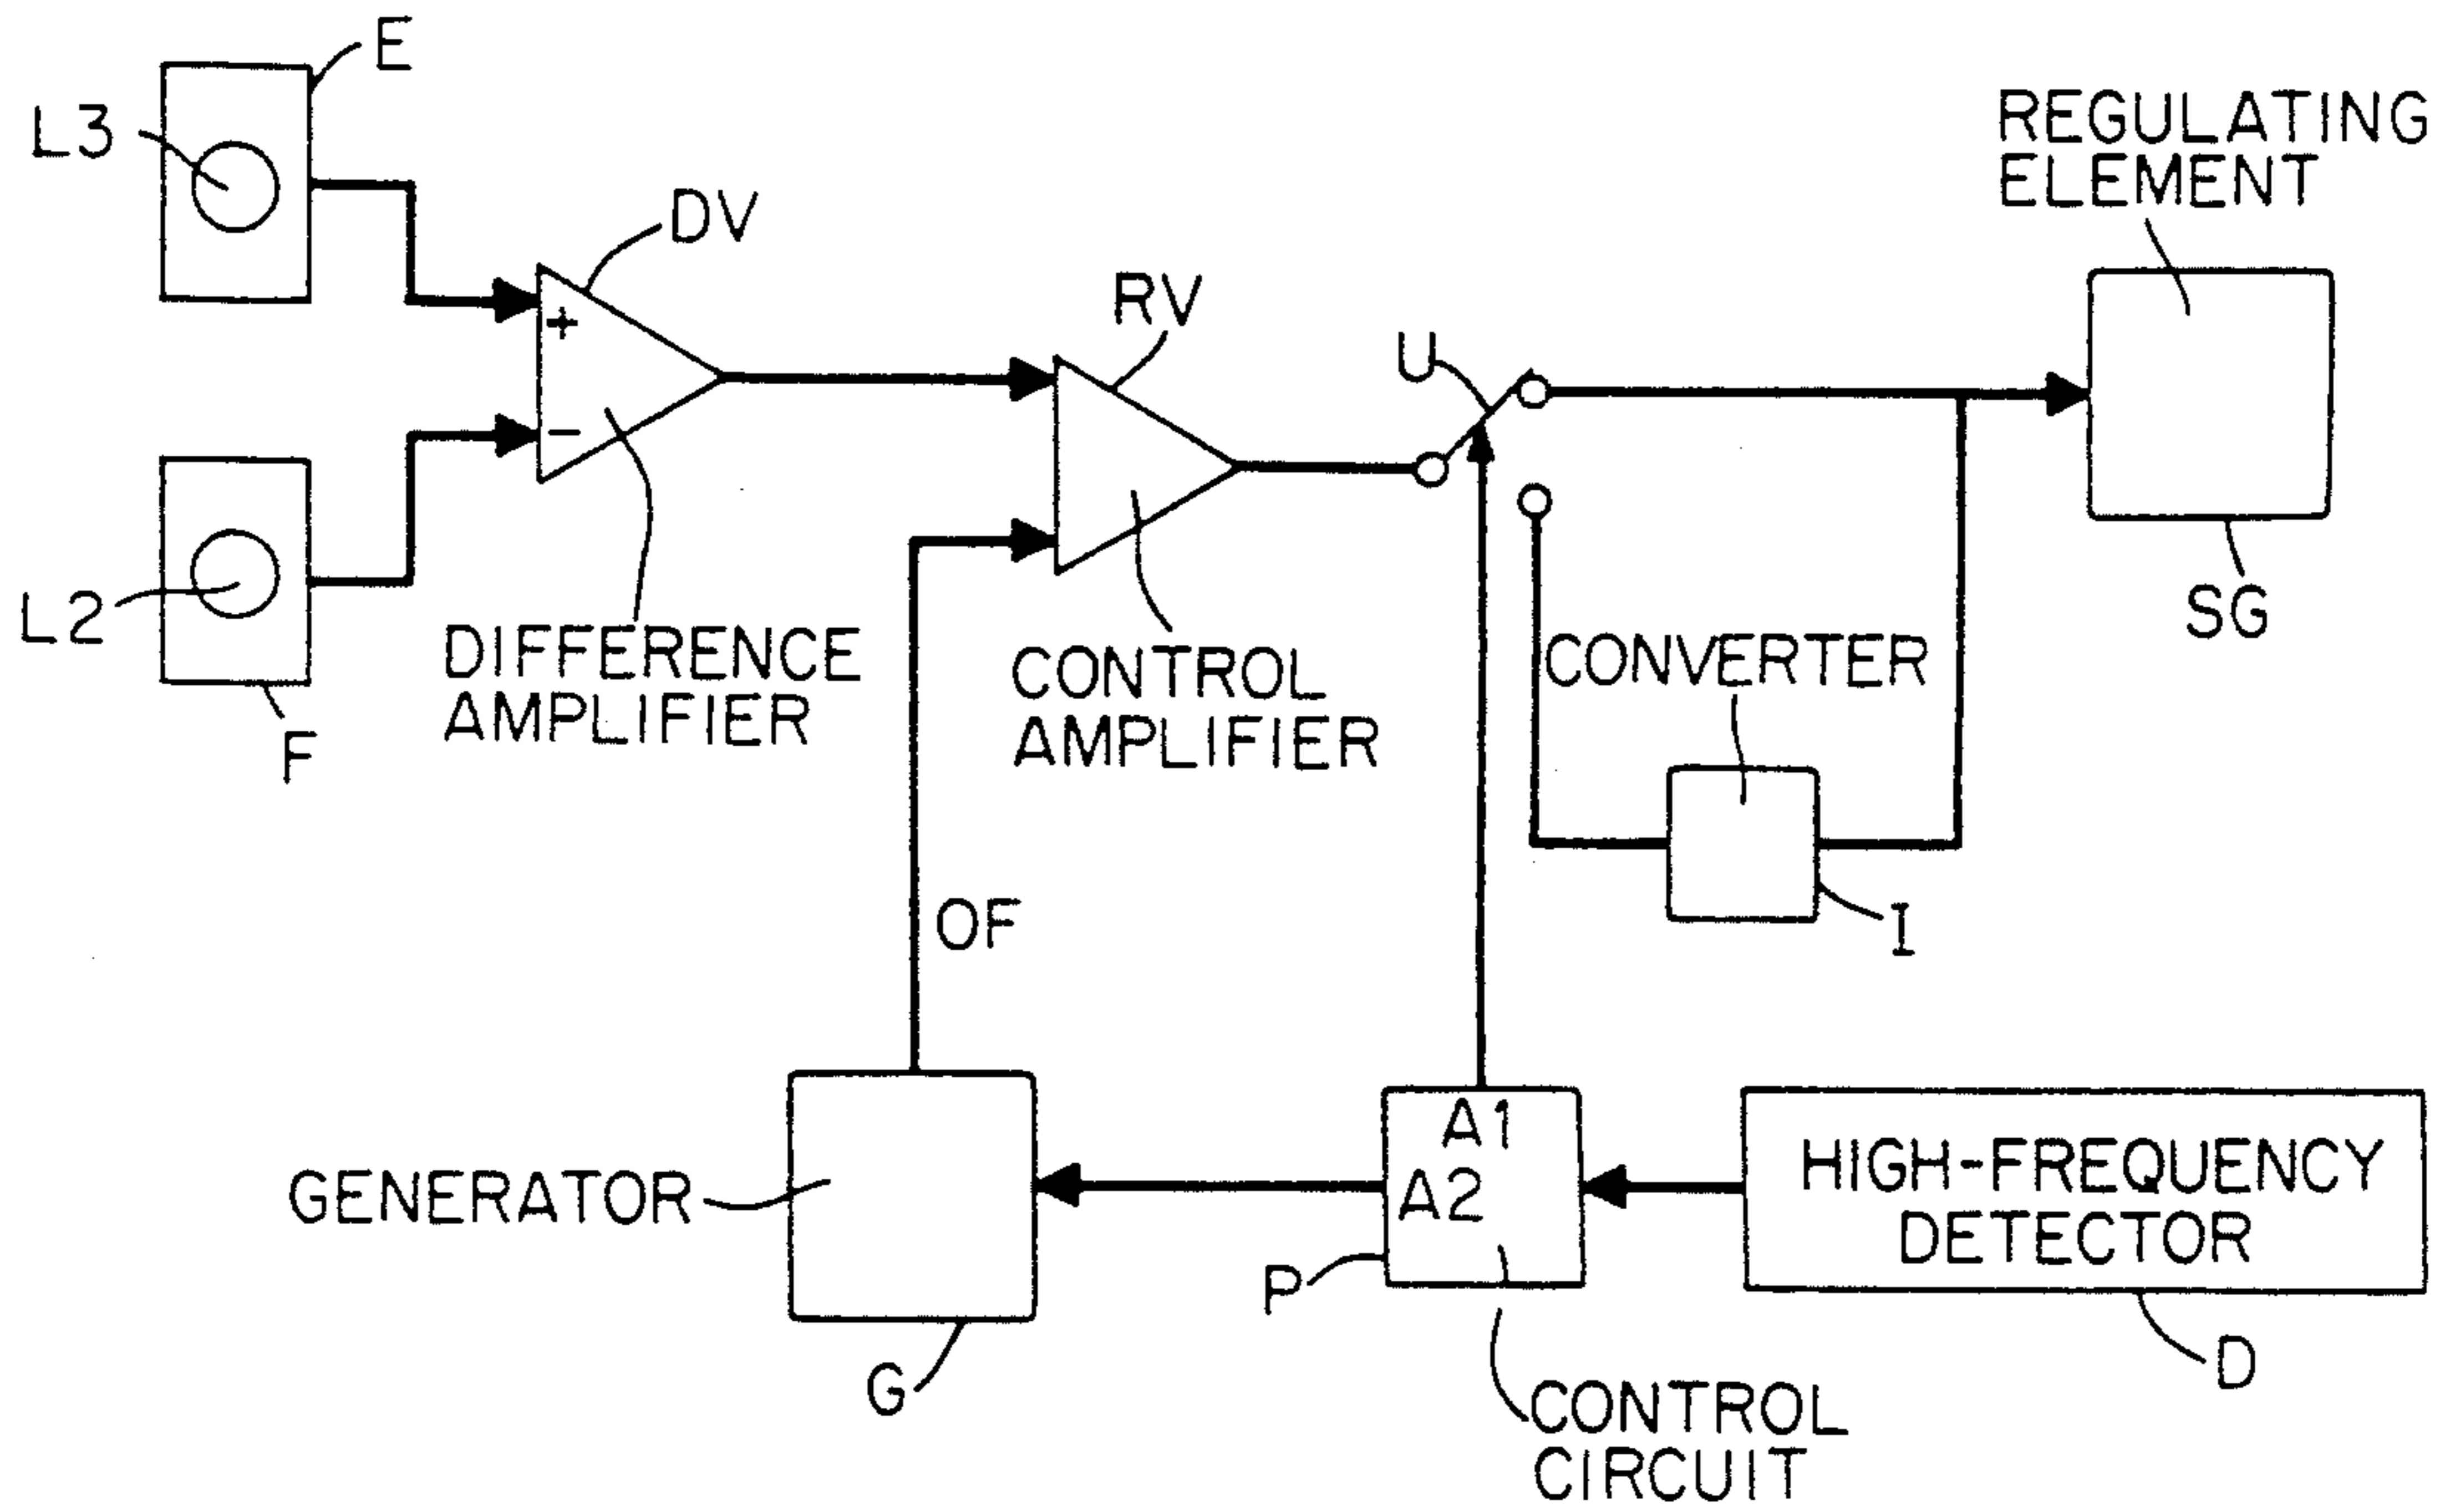 E
L3
REGULATING
ELEMENT
DV
RV
+
U
−
L2
SG
DIFFERENCE
AMPLIFIER
CONTROL
AMPLIFIER
CONVERTER
F
OF
I
A1
A2
HIGH-FREQUENCY
DETECTOR
GENERATOR
P
G
D
CONTROL
CIRCUIT